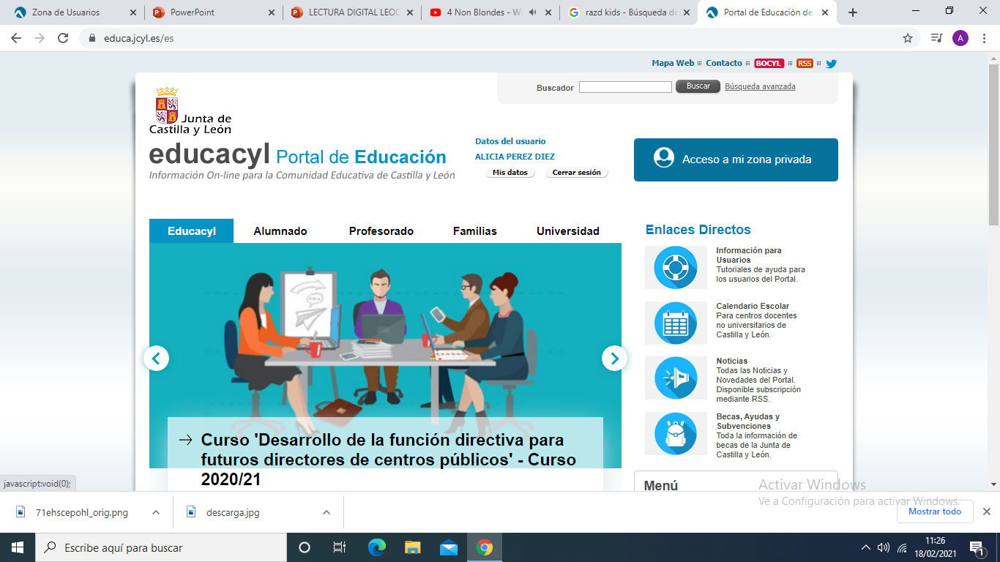 Zona de Usuarios
PowerPoint
LECTURA DIGITAL LEOC
4 Non Blondes - W
razd kids - Búsqueda de
Portal de Educación de
educa.jcyl.es/es
A
Mapa Web
Contacto
BOCYL
RSS
Buscador
Buscar
Búsqueda avanzada
Junta de
Castilla y León
educacyl Portal de Educación
Información On-line para la Comunidad Educativa de Castilla y León
Datos del usuario
ALICIA PEREZ DIEZ
Mis datos
Cerrar sesión
Acceso a mi zona privada
Educacyl
Alumnado
Profesorado
Familias
Universidad
→ Curso 'Desarrollo de la función directiva para
futuros directores de centros públicos' - Curso
2020/21
Enlaces Directos
Información para
Usuarios
Tutoriales de ayuda para
los usuarios del Portal.
Calendario Escolar
Para centros docentes
no universitarios de
Castilla y León.
Noticias
Todas las Noticias y
Novedades del Portal.
Disponible subscripción
mediante RSS.
Becas, Ayudas y
Subvenciones
Toda la información de
becas de la Junta de
Castilla y León.
Menú
javascript:void(0);
Activar Windows
Ve a Configuración para activar Windows.
71ehscepohl_orig.png
descarga.jpg
Mostrar todo
Escribe aquí para buscar
11:26
18/02/2021
1